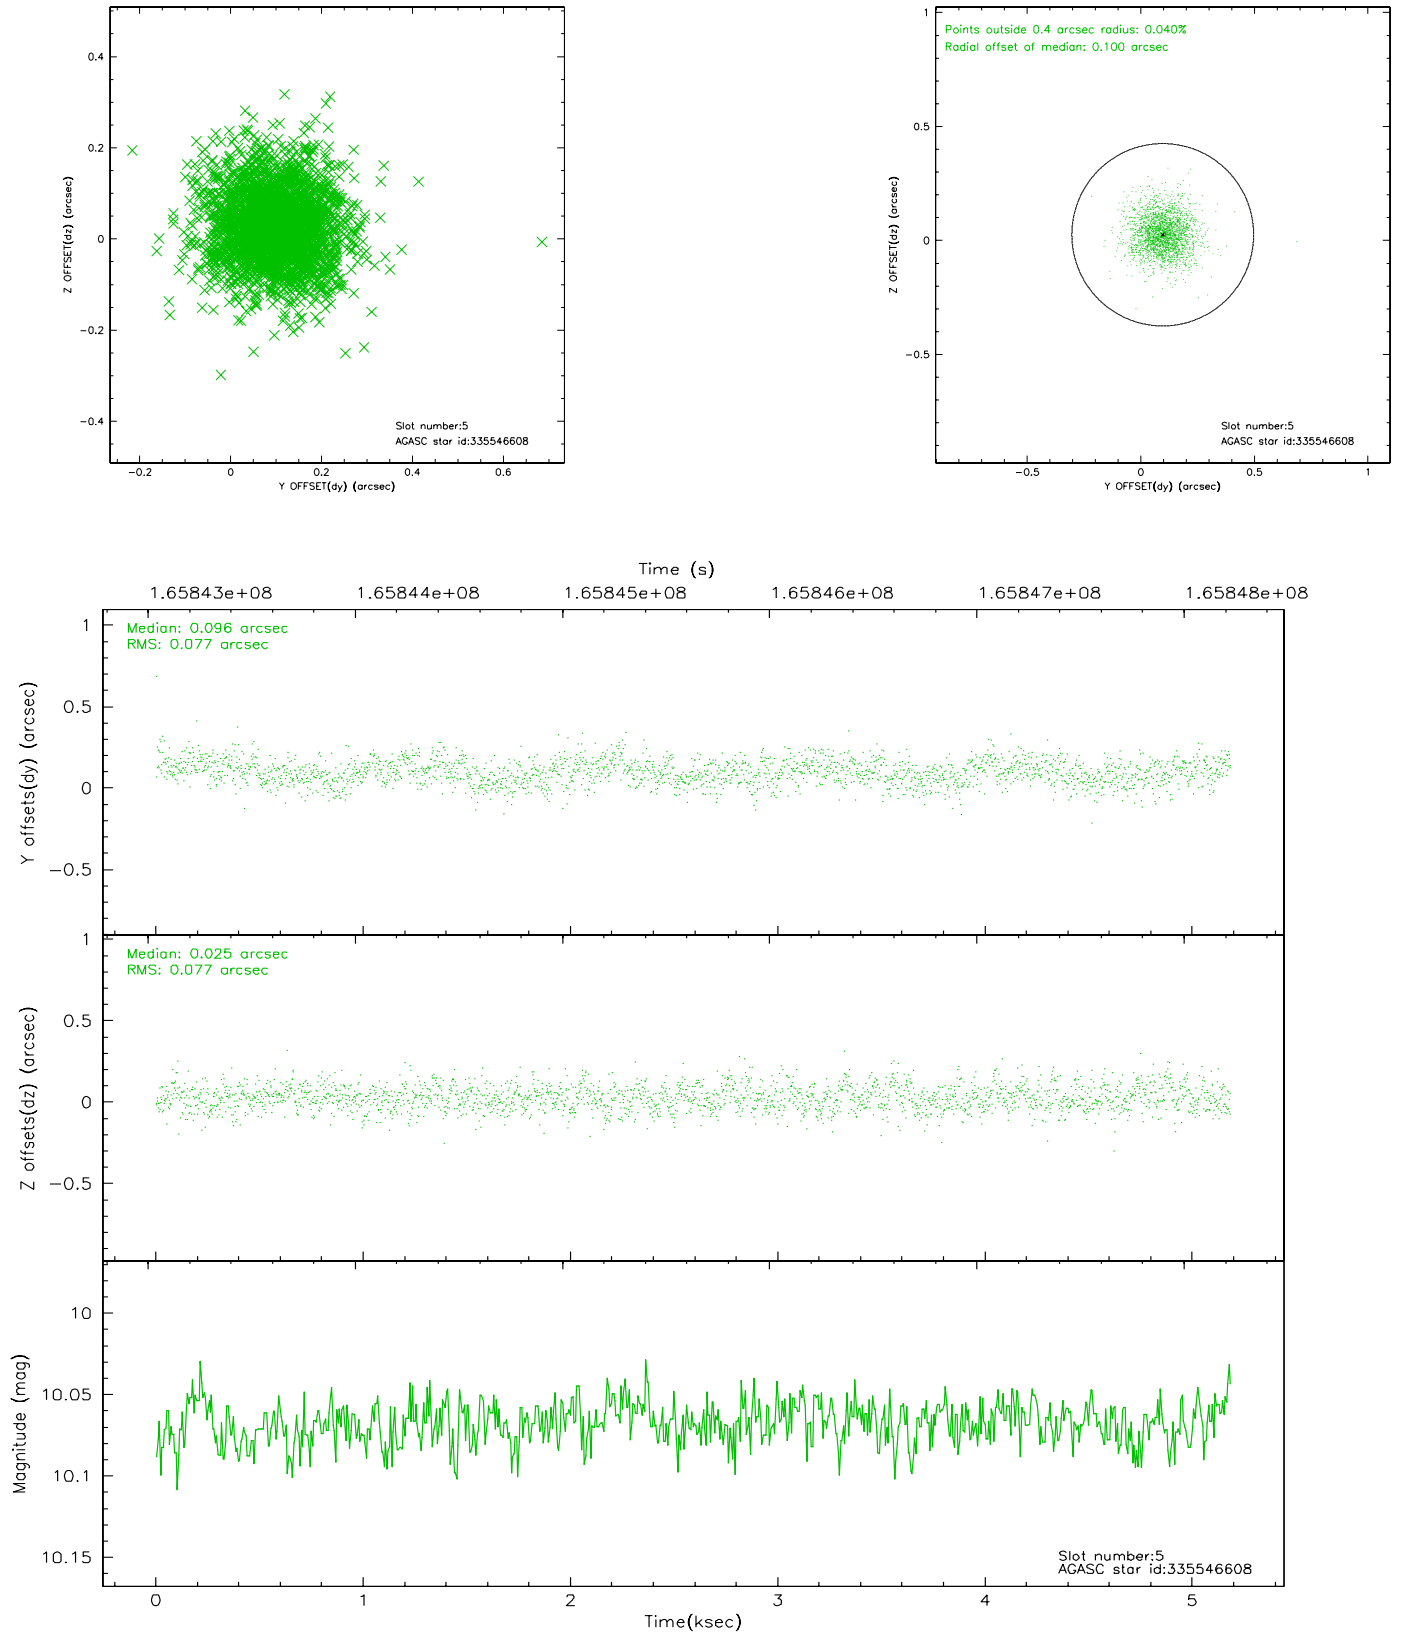 0.4
0.2
0
-0.2
-0.4
Z OFFSET(dz) (arcsec)
Slot number:5
AGASC star id:335546608
-0.2 0 0.2 0.4 0.6
Y OFFSET(dy) (arcsec)
Points outside 0.4 arcsec radius: 0.040%
Radial offset of median: 0.100 arcsec
1
0.5
0
-0.5
Z OFFSET(dz) (arcsec)
Slot number:5
AGASC star id:335546608
-0.5 0 0.5 1
Y OFFSET(dy) (arcsec)
Time (s)
1.65843e+08 1.65844e+08 1.65845e+08 1.65846e+08 1.65847e+08 1.65848e+08
Median: 0.096 arcsec
RMS: 0.077 arcsec
1
0.5
0
-0.5
Y offsets(dy) (arcsec)
Median: 0.025 arcsec
RMS: 0.077 arcsec
1
0.5
0
-0.5
Z offsets(dz) (arcsec)
10
10.05
10.1
10.15
Magnitude (mag)
Slot number:5
AGASC star id:335546608
0 1 2 3 4 5
Time(ksec)